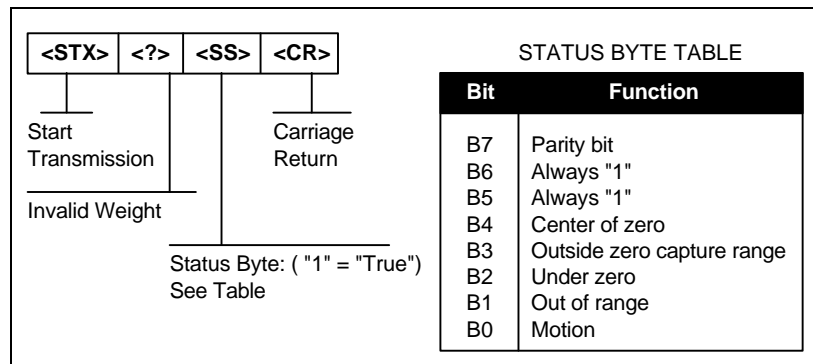 <STX> <?> <SS> <CR>
Start
Transmission
Carriage
Return
Invalid Weight
Status Byte: ( "1" = "True")
See Table
STATUS BYTE TABLE
Bit Function
B7 Parity bit
B6 Always "1"
B5 Always "1"
B4 Center of zero
B3 Outside zero capture range
B2 Under zero
B1 Out of range
B0 Motion